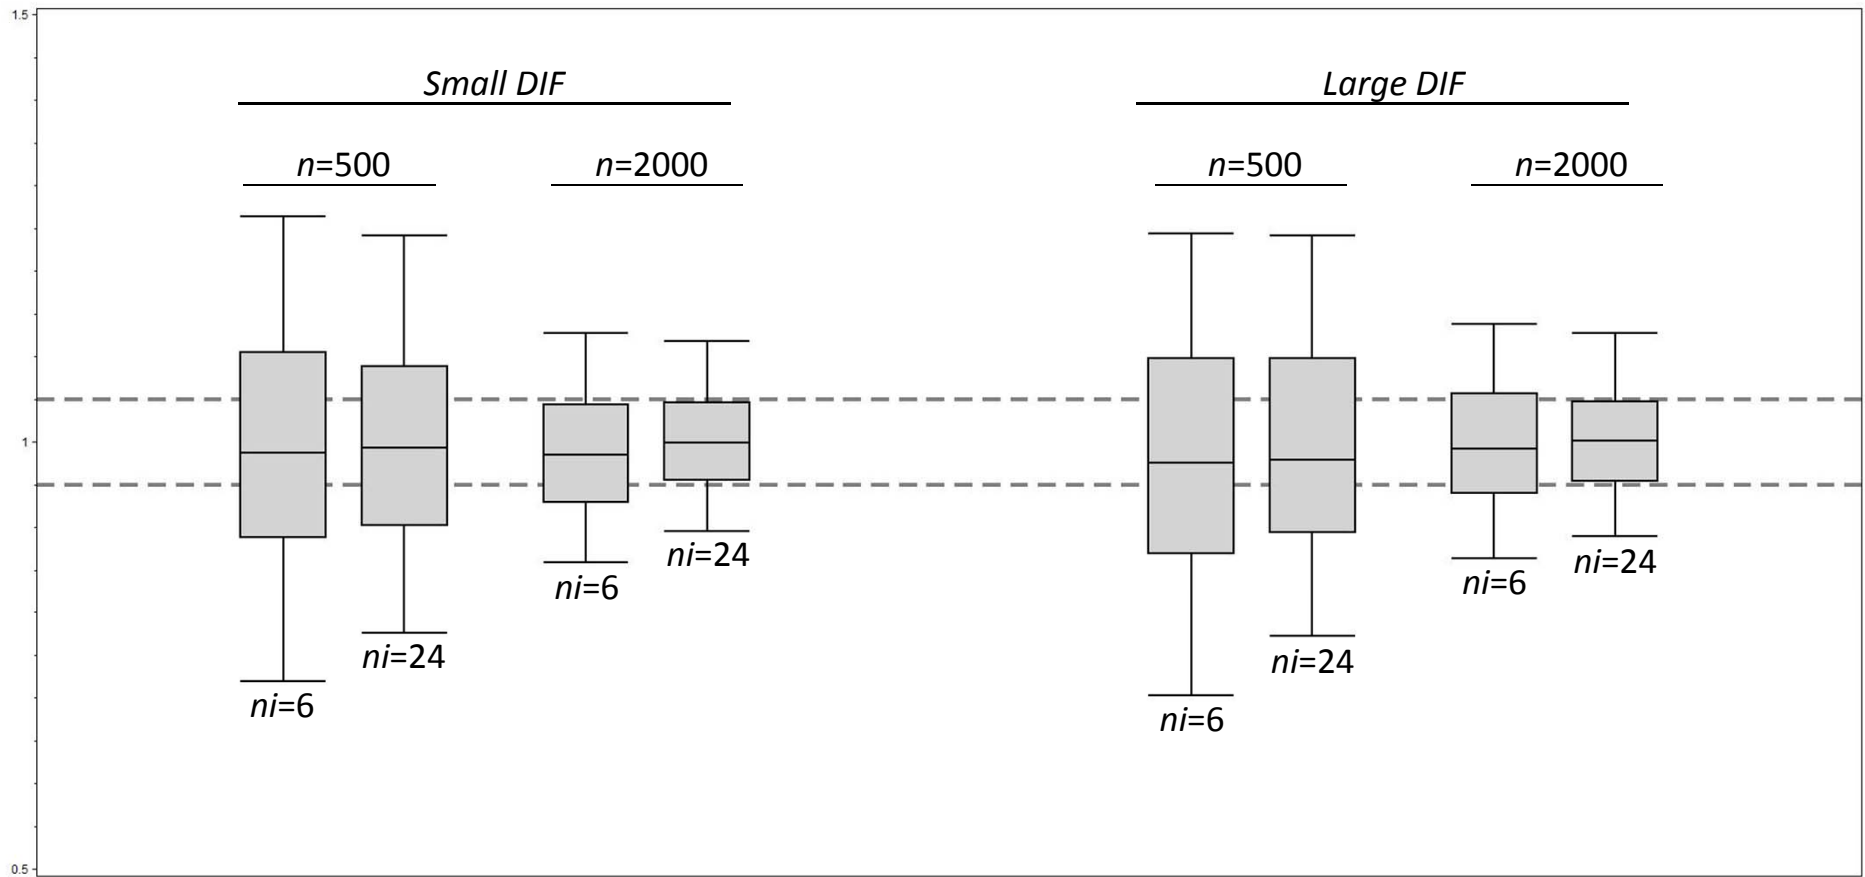 1.5
Small DIF
Large DIF
n=500
n=2000
n=500
n=2000
1
ni=24
ni=24
ni=6
ni=6
ni=24
ni=24
ni=6
ni=6
0.5